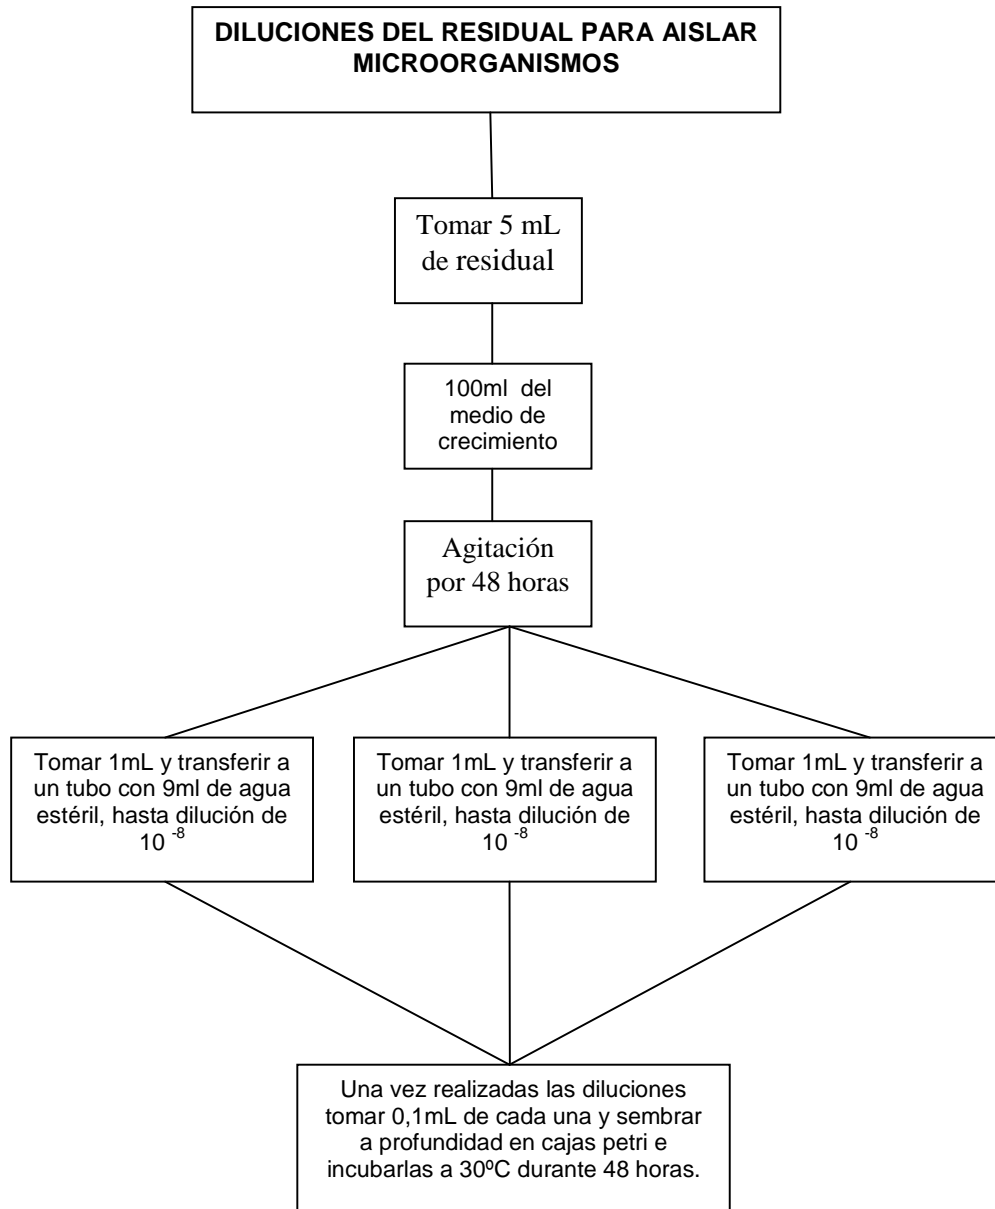 DILUCIONES DEL RESIDUAL PARA AISLAR
MICROORGANISMOS
Tomar 5 mL
de residual
100ml del
medio de
crecimiento
Agitación
por 48 horas
Tomar 1mL y transferir a
un tubo con 9ml de agua
estéril, hasta dilución de
10 ⁻⁸
Tomar 1mL y transferir a
un tubo con 9ml de agua
estéril, hasta dilución de
10 ⁻⁸
Tomar 1mL y transferir a
un tubo con 9ml de agua
estéril, hasta dilución de
10 ⁻⁸
Una vez realizadas las diluciones
tomar 0,1mL de cada una y sembrar
a profundidad en cajas petri e
incubarlas a 30ºC durante 48 horas.